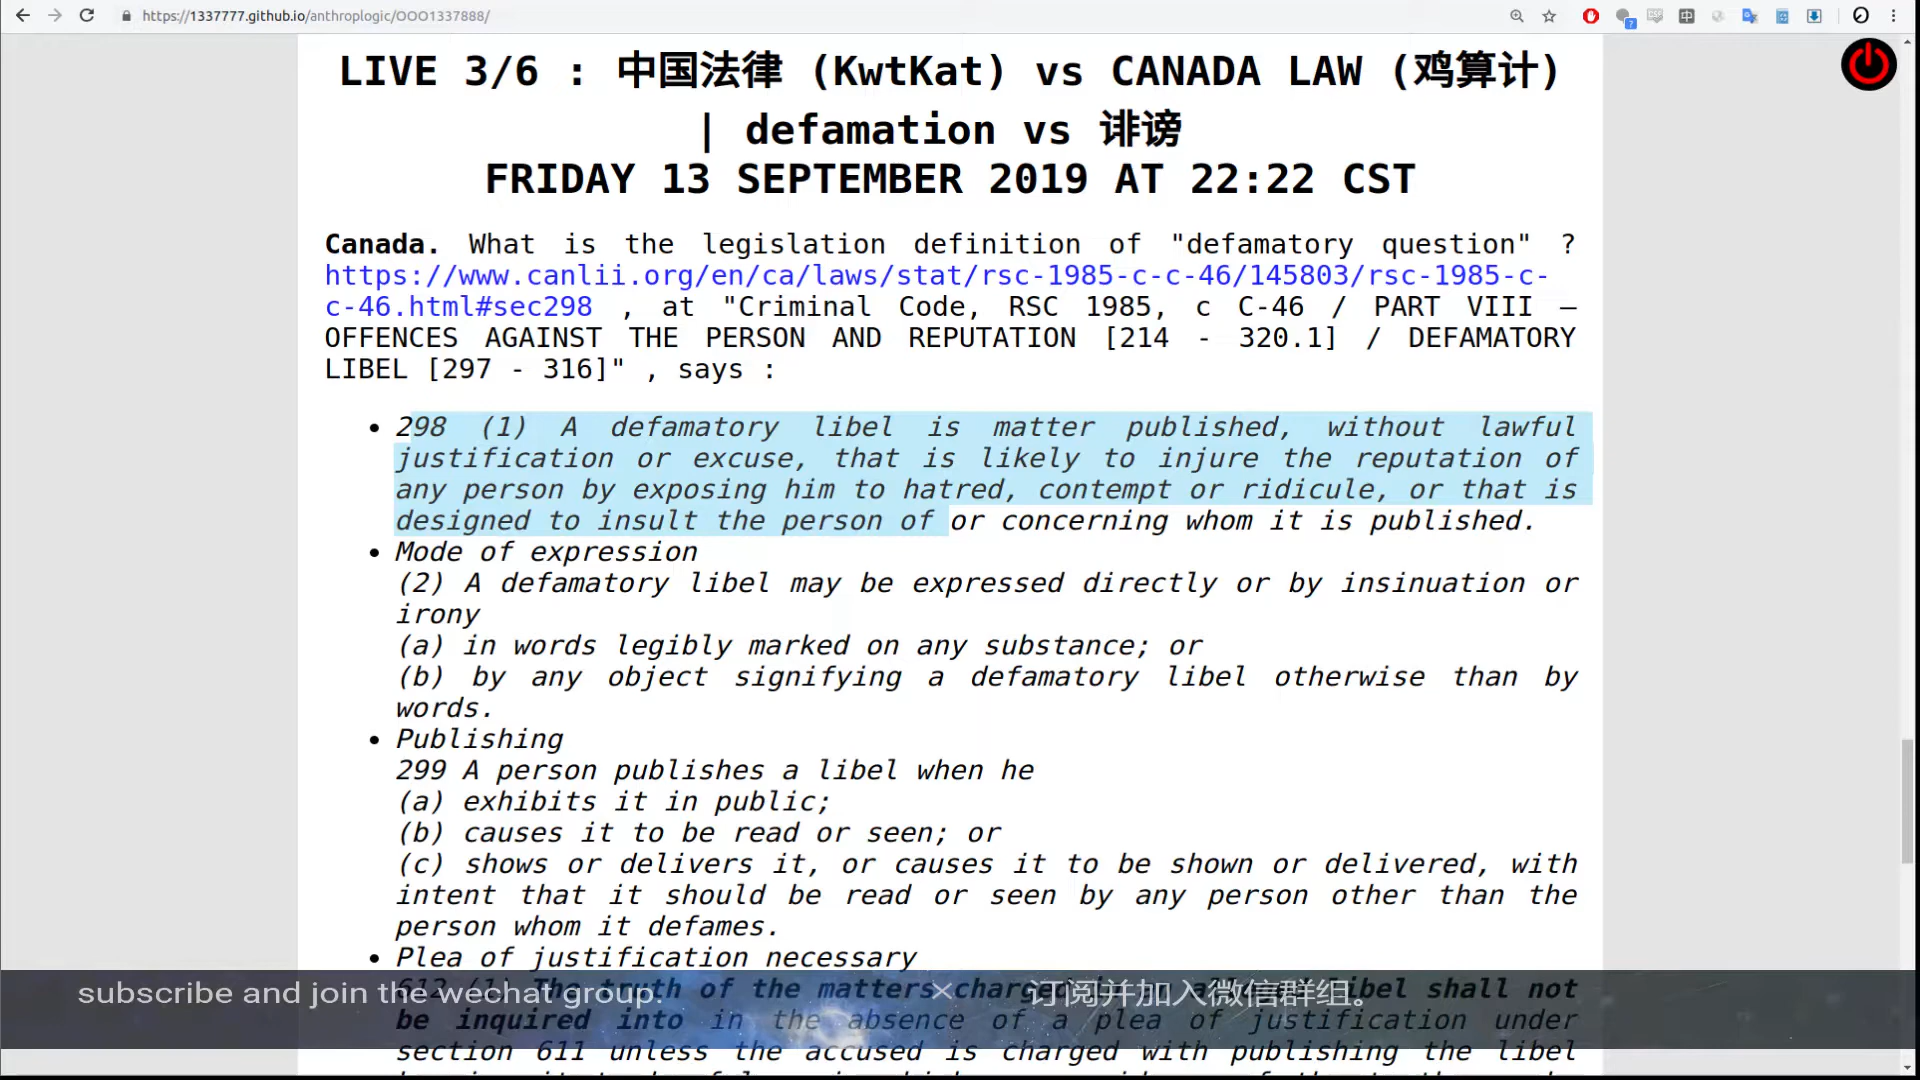 https://1337777.github.io/anthroplogic/OOO1337888/
LIVE 3/6 : 中国法律 (KwtKat) vs CANADA LAW (鸡算计)
| defamation vs 诽谤
FRIDAY 13 SEPTEMBER 2019 AT 22:22 CST
Canada. What is the legislation definition of "defamatory question" ?
https://www.canlii.org/en/ca/laws/stat/rsc-1985-c-c-46/145803/rsc-1985-c-
c-46.html#sec298 , at "Criminal Code, RSC 1985, c C-46 / PART VIII —
OFFENCES AGAINST THE PERSON AND REPUTATION [214 - 320.1] / DEFAMATORY
LIBEL [297 - 316]" , says :
• 298 (1) A defamatory libel is matter published, without lawful
justification or excuse, that is likely to injure the reputation of
any person by exposing him to hatred, contempt or ridicule, or that is
designed to insult the person of or concerning whom it is published.
• Mode of expression
(2) A defamatory libel may be expressed directly or by insinuation or
irony
(a) in words legibly marked on any substance; or
(b) by any object signifying a defamatory libel otherwise than by
words.
• Publishing
299 A person publishes a libel when he
(a) exhibits it in public;
(b) causes it to be read or seen; or
(c) shows or delivers it, or causes it to be shown or delivered, with
intent that it should be read or seen by any person other than the
person whom it defames.
• Plea of justification necessary
612 (1) The truth of the matters charged libel shall not
subscribe and join the wechat group. × 订阅并加入微信群组。
be inquired into in the absence of a plea of justification under
section 611 unless the accused is charged with publishing the libel